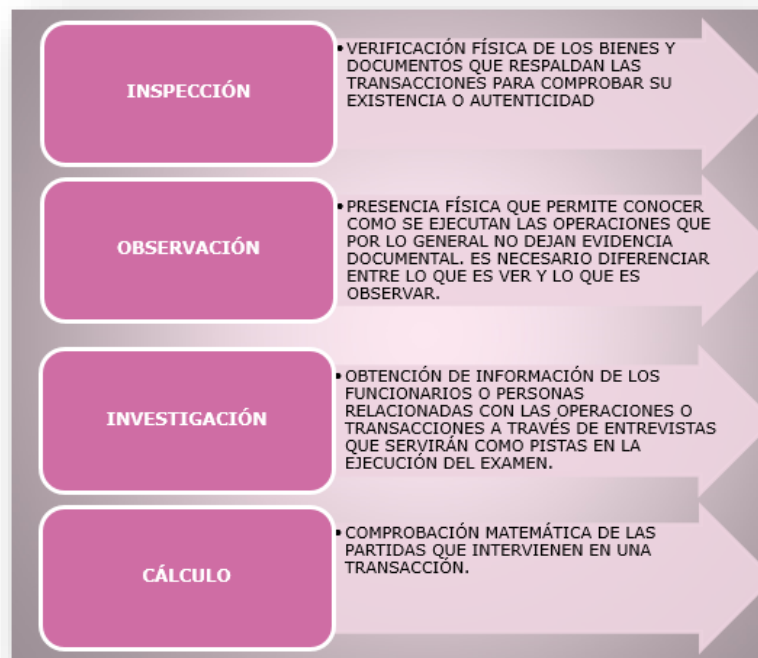 INSPECCIÓN
• VERIFICACIÓN FÍSICA DE LOS BIENES Y
DOCUMENTOS QUE RESPALDAN LAS
TRANSACCIONES PARA COMPROBAR SU
EXISTENCIA O AUTENTICIDAD
OBSERVACIÓN
• PRESENCIA FÍSICA QUE PERMITE CONOCER
COMO SE EJECUTAN LAS OPERACIONES QUE
POR LO GENERAL NO DEJAN EVIDENCIA
DOCUMENTAL. ES NECESARIO DIFERENCIAR
ENTRE LO QUE ES VER Y LO QUE ES
OBSERVAR.
INVESTIGACIÓN
• OBTENCIÓN DE INFORMACIÓN DE LOS
FUNCIONARIOS O PERSONAS
RELACIONADAS CON LAS OPERACIONES O
TRANSACCIONES A TRAVÉS DE ENTREVISTAS
QUE SERVIRÁN COMO PISTAS EN LA
EJECUCIÓN DEL EXAMEN.
CÁLCULO
• COMPROBACIÓN MATEMÁTICA DE LAS
PARTIDAS QUE INTERVIENEN EN UNA
TRANSACCIÓN.